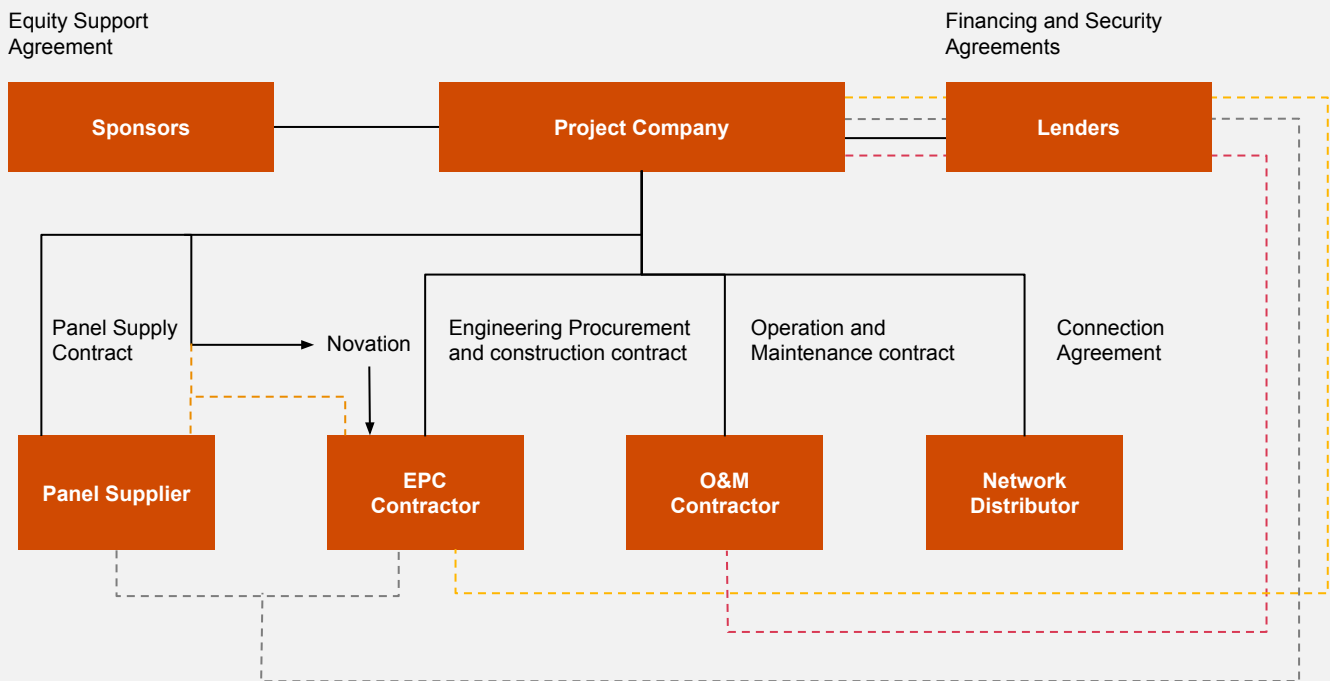 Equity Support
Agreement
Financing and Security
Agreements
Sponsors
Project Company
Lenders
Panel Supply
Contract
Novation
Engineering Procurement
and construction contract
Operation and
Maintenance contract
Connection
Agreement
Panel Supplier
EPC
Contractor
O&M
Contractor
Network
Distributor